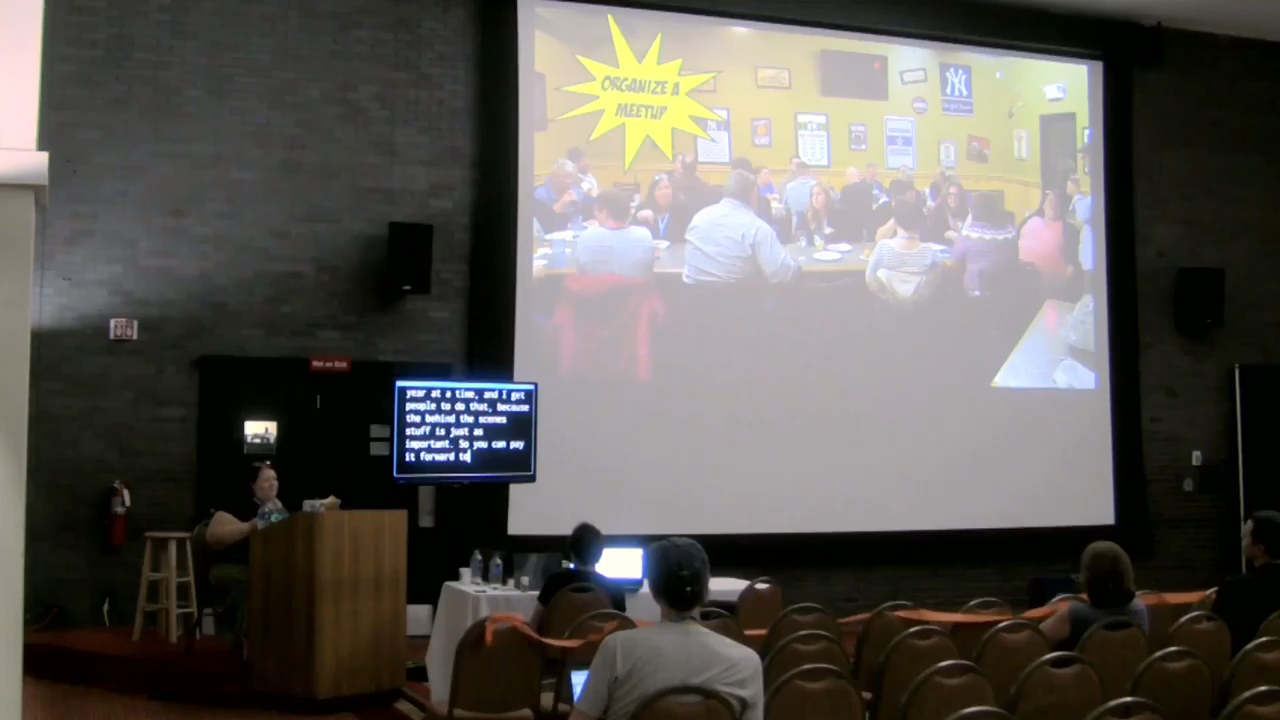 ORGANIZE A
MEETUP
year at a time, and I get
people to do that, because
the behind the scenes
stuff is just as
important. So you can pay
it forward to